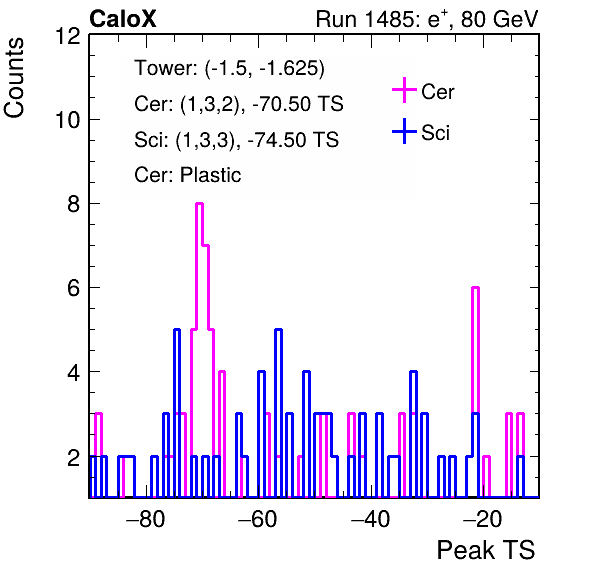 CaloX Run 1485: e⁺, 80 GeV
Counts
12
10
8
6
4
2
Tower: (-1.5, -1.625)
Cer: (1,3,2), -70.50 TS
Sci: (1,3,3), -74.50 TS
Cer: Plastic
Cer
Sci
−80 −60 −40 −20
Peak TS